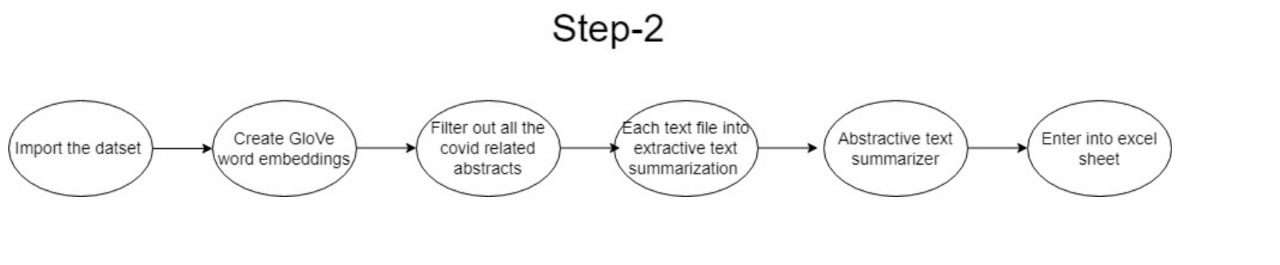 Step-2
Import the datset
Create GloVe
word embeddings
Filter out all the
covid related
abstracts
Each text file into
extractive text
summarization
Abstractive text
summarizer
Enter into excel
sheet